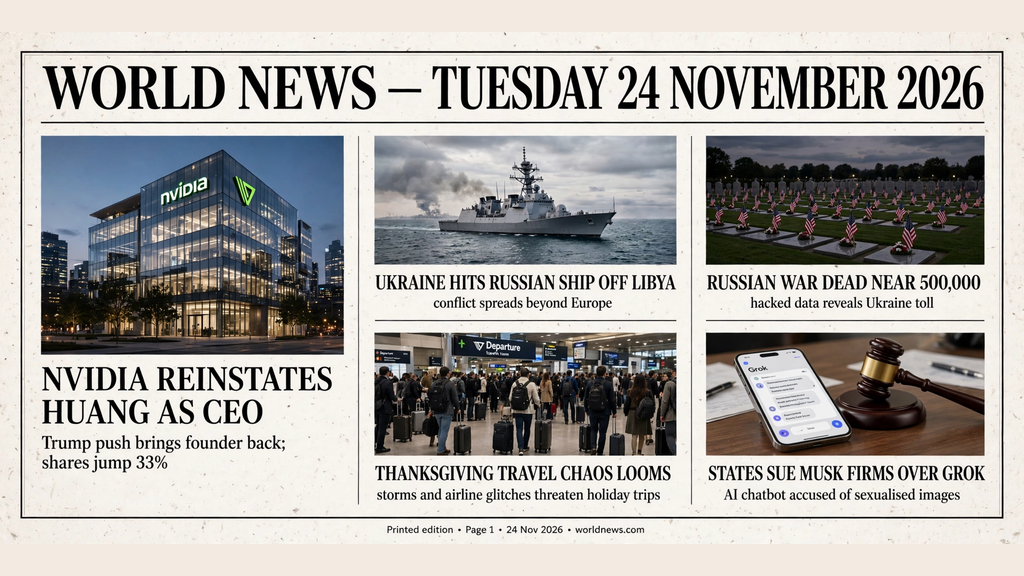 WORLD NEWS — TUESDAY 24 NOVEMBER 2026
nvidia
NVIDIA REINSTATES
HUANG AS CEO
Trump push brings founder back;
shares jump 33%
UKRAINE HITS RUSSIAN SHIP OFF LIBYA
conflict spreads beyond Europe
RUSSIAN WAR DEAD NEAR 500,000
hacked data reveals Ukraine toll
Departure
THANKSGIVING TRAVEL CHAOS LOOMS
storms and airline glitches threaten holiday trips
Grok
STATES SUE MUSK FIRMS OVER GROK
AI chatbot accused of sexualised images
Printed edition • Page 1 • 24 Nov 2026 • worldnews.com